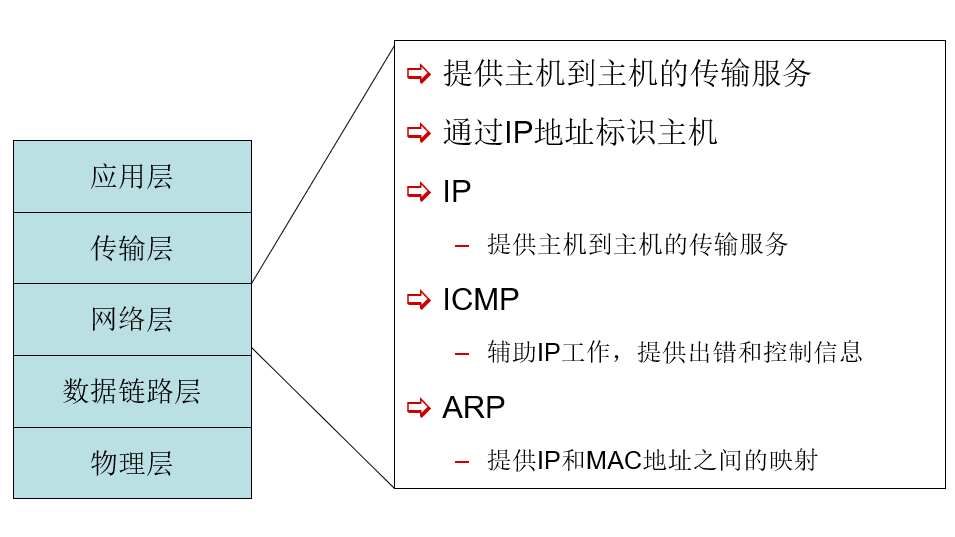 应用层
传输层
网络层
数据链路层
物理层
提供主机到主机的传输服务
通过IP地址标识主机
IP
– 提供主机到主机的传输服务
ICMP
– 辅助IP工作，提供出错和控制信息
ARP
– 提供IP和MAC地址之间的映射